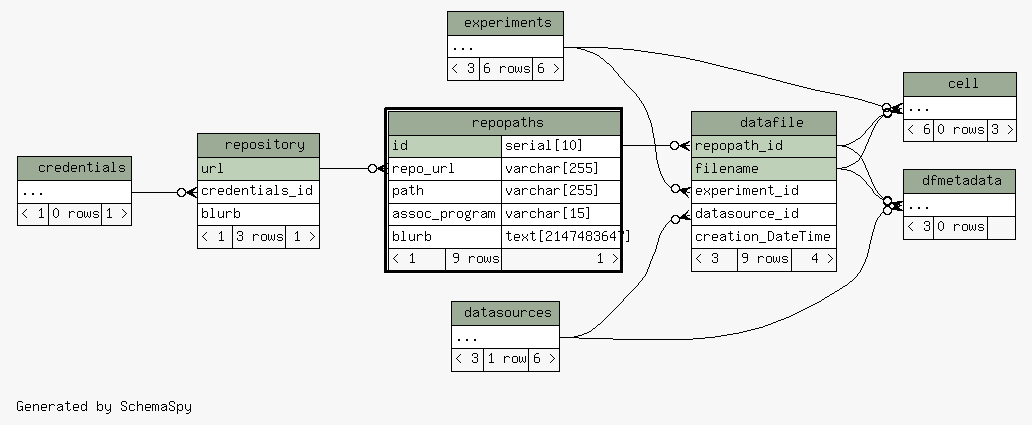 experiments
...
< 3 6 rows 6 >
cell
...
< 6 0 rows 3 >
repopaths
id serial[10]
repo_url varchar[255]
path varchar[255]
assoc_program varchar[15]
blurb text[2147483647]
< 1 9 rows 1 >
datafile
repopath_id
filename
experiment_id
datasource_id
creation_DateTime
< 3 9 rows 4 >
repository
url
credentials_id
blurb
< 1 3 rows 1 >
credentials
...
< 1 0 rows 1 >
dfmetadata
...
< 3 0 rows
datasources
...
< 3 1 row 6 >
Generated by SchemaSpy